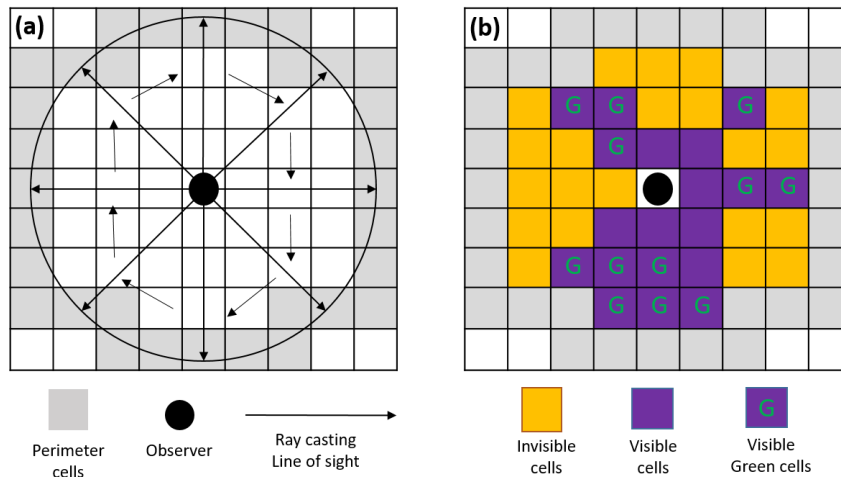 (a)
(b)
G G G
G
G G
G G G
G G G
Perimeter
cells
Observer
Ray casting
Line of sight
Invisible
cells
Visible
cells
G
Visible
Green cells